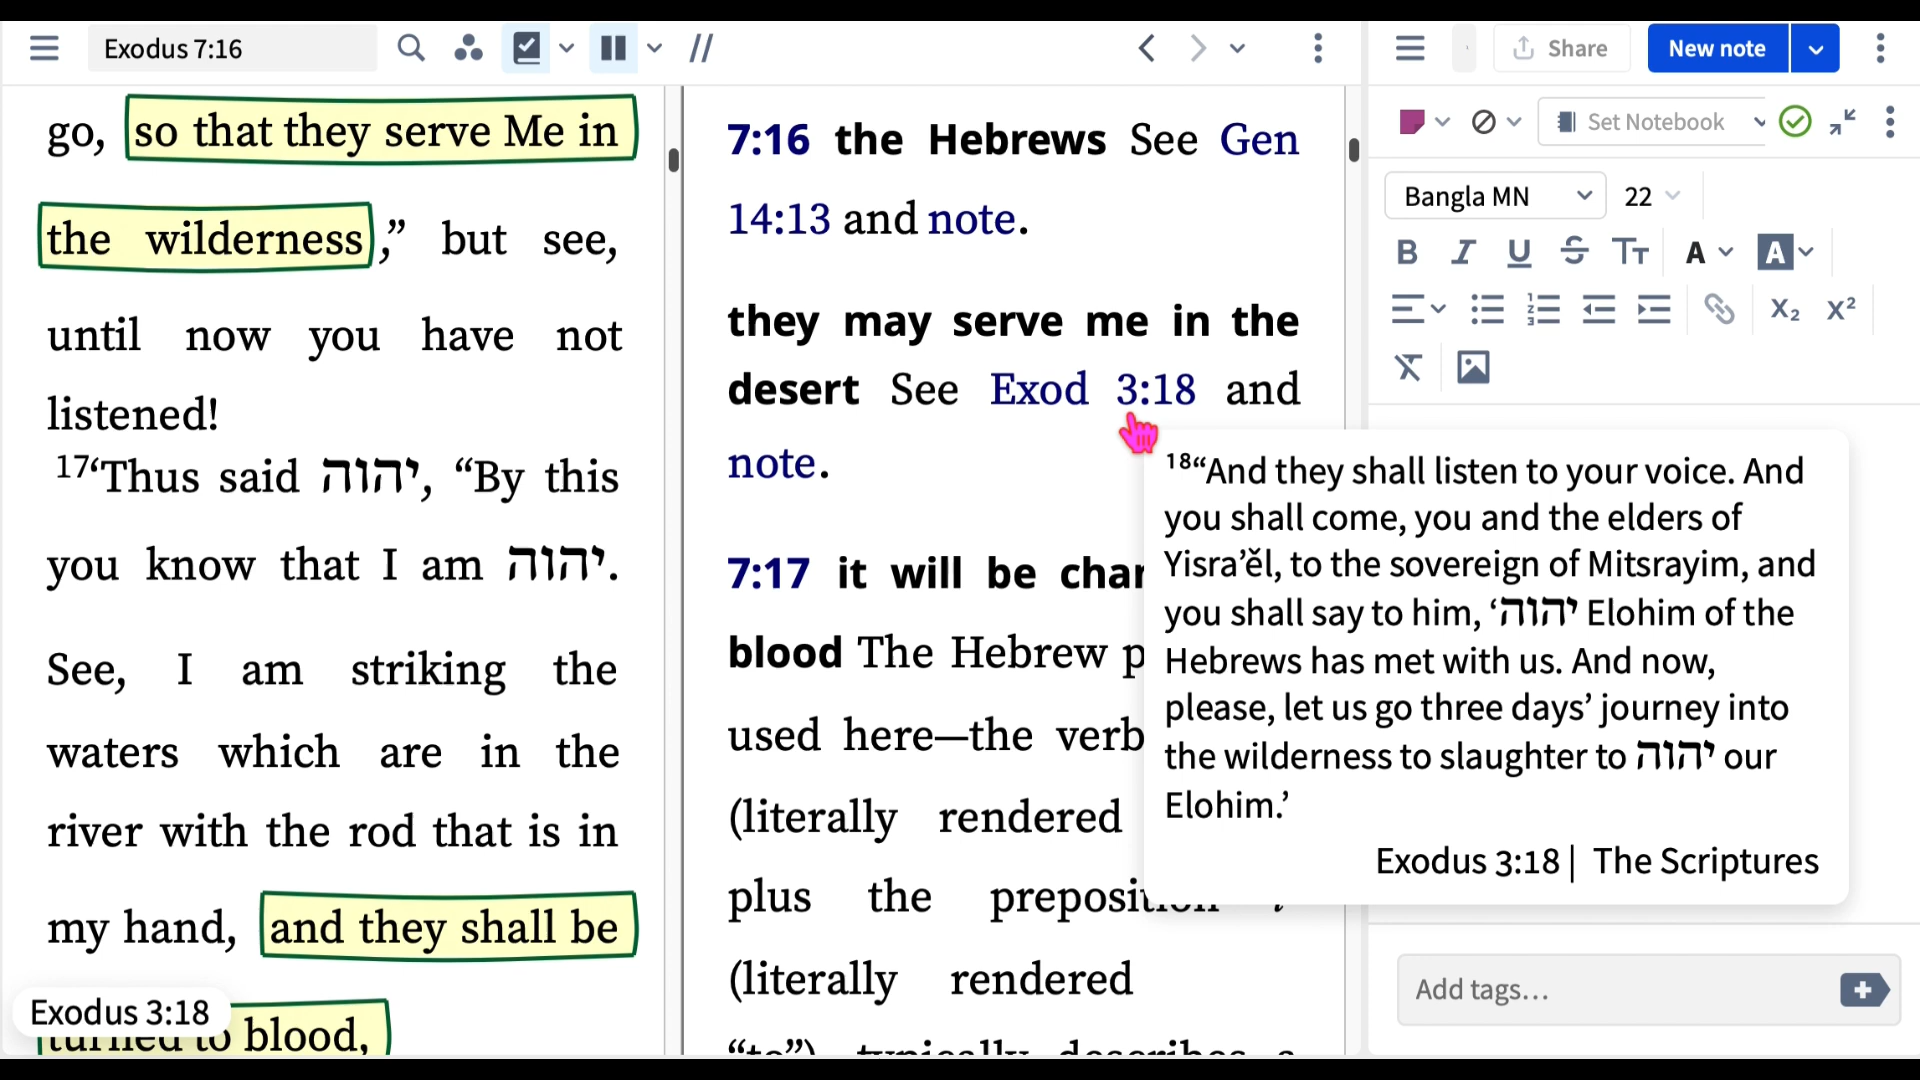 Exodus 7:16
Share
New note
go, so that they serve Me in
the wilderness,” but see,
until now you have not
listened!
17‘Thus said יהוה, “By this
you know that I am יהוה.
See, I am striking the
waters which are in the
river with the rod that is in
my hand, and they shall be
turned to blood,
Exodus 3:18
7:16 the Hebrews See Gen
14:13 and note.
they may serve me in the
desert See Exod 3:18 and
note.
7:17 it will be
blood The Hebrew
used here—the verb
(literally rendered
plus the preposition
(literally rendered
“to”) typically describes a
Set Notebook
Bangla MN
22
18“And they shall listen to your voice. And
you shall come, you and the elders of
Yisra’ĕl, to the sovereign of Mitsrayim, and
you shall say to him, ‘יהוה Elohim of the
Hebrews has met with us. And now,
please, let us go three days’ journey into
the wilderness to slaughter to יהוה our
Elohim.’
Exodus 3:18 | The Scriptures
Add tags…